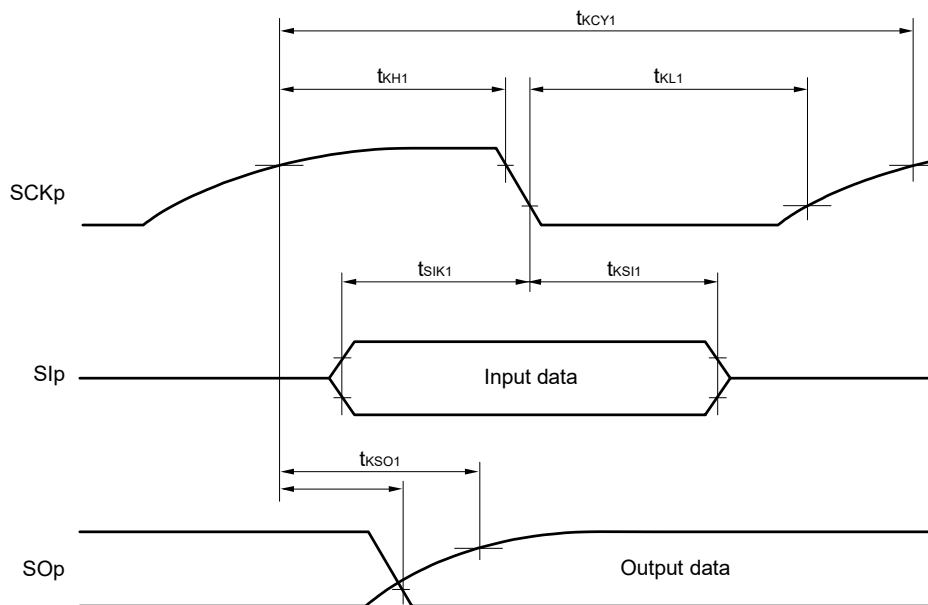 tKCY1
tKH1
tKL1
SCKp
tSIK1
tKSI1
SIp
Input data
tKSO1
SOp
Output data